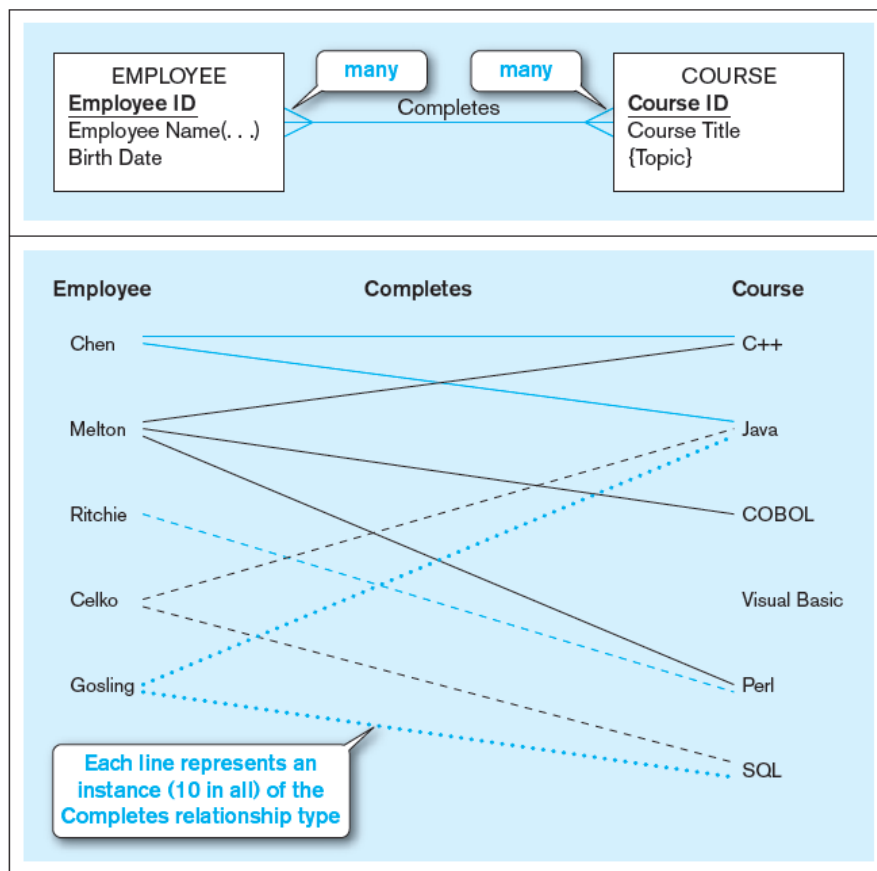 EMPLOYEE
Employee ID
Employee Name(. . .)
Birth Date
many
Completes
many
COURSE
Course ID
Course Title
{Topic}
Employee
Completes
Course
Chen
C++
Melton
Java
Ritchie
COBOL
Celko
Visual Basic
Gosling
Perl
SQL
Each line represents an
instance (10 in all) of the
Completes relationship type